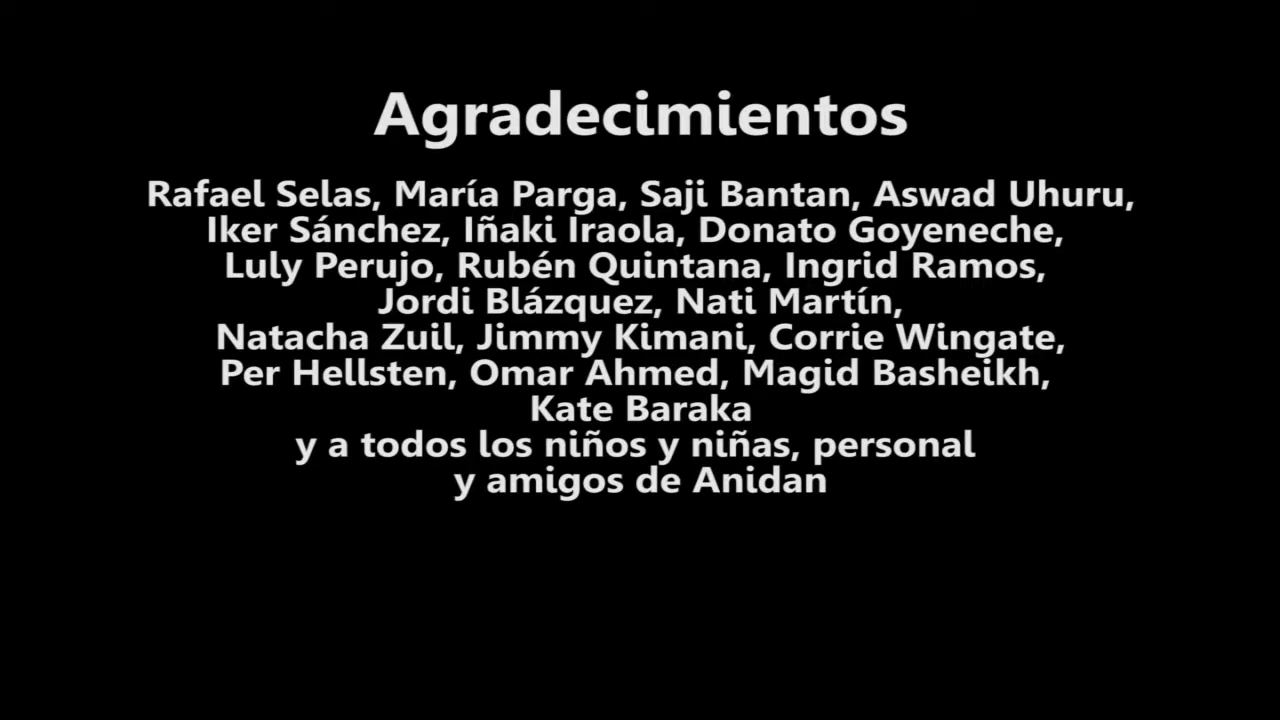 Agradecimientos
Rafael Selas, María Parga, Saji Bantan, Aswad Uhuru,
Iker Sánchez, Iñaki Iraola, Donato Goyeneche,
Luly Perujo, Rubén Quintana, Ingrid Ramos,
Jordi Blázquez, Nati Martín,
Natacha Zuil, Jimmy Kimani, Corrie Wingate,
Per Hellsten, Omar Ahmed, Magid Basheikh,
Kate Baraka
y a todos los niños y niñas, personal
y amigos de Anidan